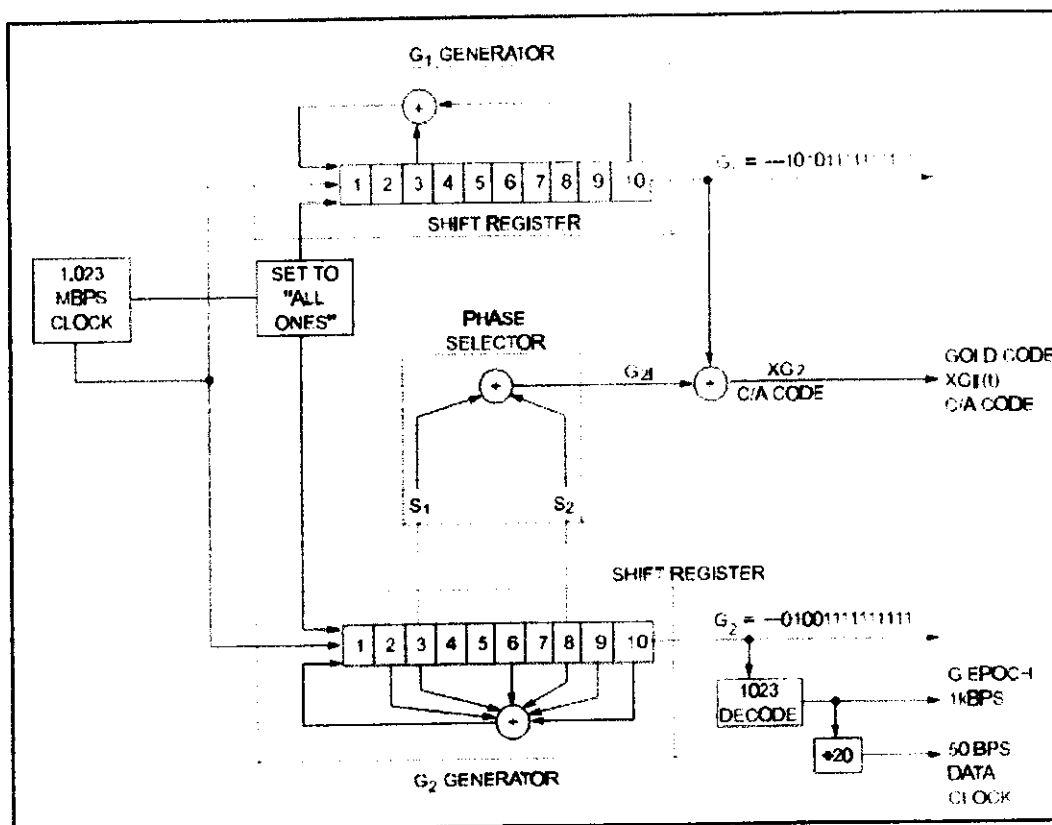 G1 GENERATOR
+
1 2 3 4 5 6 7 8 9 10
SHIFT REGISTER
1.023
MBPS
CLOCK
SET TO
"ALL
ONES"
PHASE
SELECTOR
+
G2I
+
XG2
C/A CODE
GOLD CODE
C/A CODE
S1 S2
SHIFT REGISTER
1 2 3 4 5 6 7 8 9 10
+
G2 GENERATOR
G2 = ---0100111111111
1023
DECODE
G EPOCH
1kBPS
÷20
50 BPS
DATA
CLOCK